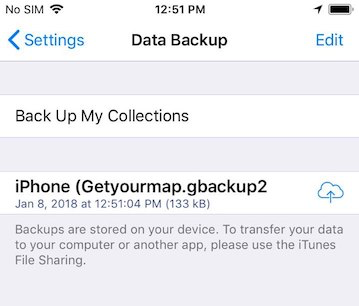 No SIM 12:51 PM
Settings Data Backup Edit
Back Up My Collections
iPhone (Getyourmap.gbackup2
Jan 8, 2018 at 12:51:04 PM (133 kB)
Backups are stored on your device. To transfer your data
to your computer or another app, please use the iTunes
File Sharing.